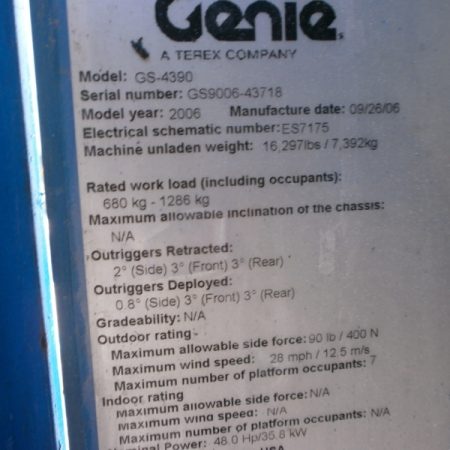 Genie
A TEREX COMPANY
Model: GS-4390
Serial number: GS9006-43718
Model year: 2006 Manufacture date: 09/26/06
Electrical schematic number: ES7175
Machine unladen weight: 16,297lbs / 7,392kg
Rated work load (including occupants):
680 kg - 1286 kg
Maximum allowable inclination of the chassis:
N/A
Outriggers Retracted:
2° (Side) 3° (Front) 3° (Rear)
Outriggers Deployed:
0.8° (Side) 3° (Front) 3° (Rear)
Gradeability: N/A
Outdoor rating
Maximum allowable side force: 90 lb / 400 N
Maximum wind speed: 28 mph / 12.5 m/s
Maximum number of platform occupants: 7
Indoor rating
Maximum allowable side force: N/A
Maximum wind speed: N/A
Maximum number of platform occupants: N/A
Nominal Power: 48.0 Hp/35.8 kW
USA